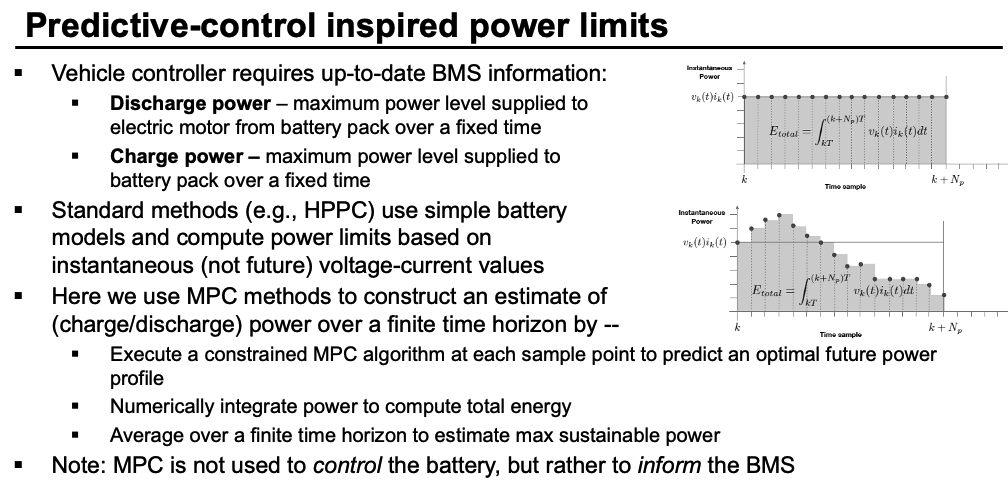 Predictive-control inspired power limits
▪ Vehicle controller requires up-to-date BMS information:
▪ Discharge power – maximum power level supplied to
electric motor from battery pack over a fixed time
▪ Charge power – maximum power level supplied to
battery pack over a fixed time
▪ Standard methods (e.g., HPPC) use simple battery
models and compute power limits based on
instantaneous (not future) voltage-current values
▪ Here we use MPC methods to construct an estimate of
(charge/discharge) power over a finite time horizon by --
▪ Execute a constrained MPC algorithm at each sample point to predict an optimal future power
profile
▪ Numerically integrate power to compute total energy
▪ Average over a finite time horizon to estimate max sustainable power
▪ Note: MPC is not used to control the battery, but rather to inform the BMS
Instantaneous
Power
v_k(t)i_k(t)
E_total = ∫_{kT}^{(k+N_p)T} v_k(t)i_k(t)dt
k
k + N_p
Time sample
Instantaneous
Power
v_k(t)i_k(t)
E_total = ∫_{kT}^{(k+N_p)T} v_k(t)i_k(t)dt
k
k + N_p
Time sample